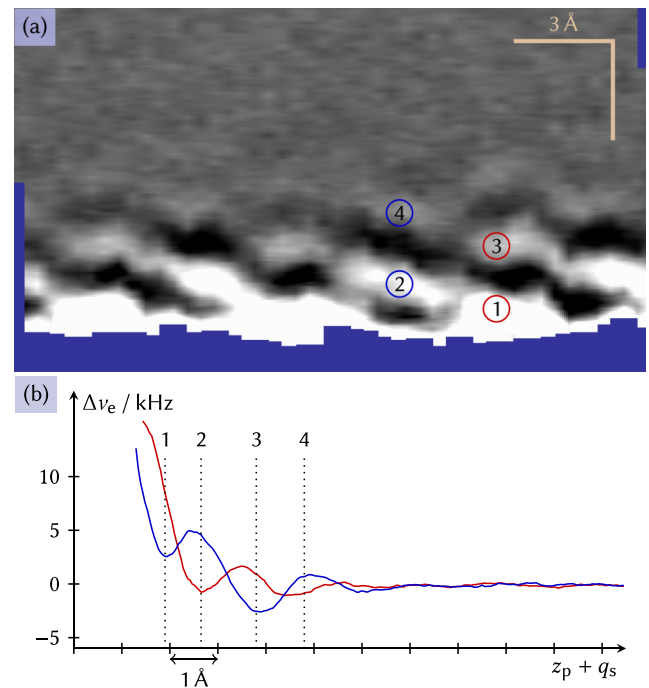 (a)
3 Å
4
3
2
1
(b)
Δνₑ / kHz
1 2 3 4
10
5
0
−5
1 Å
zₚ + qₛ